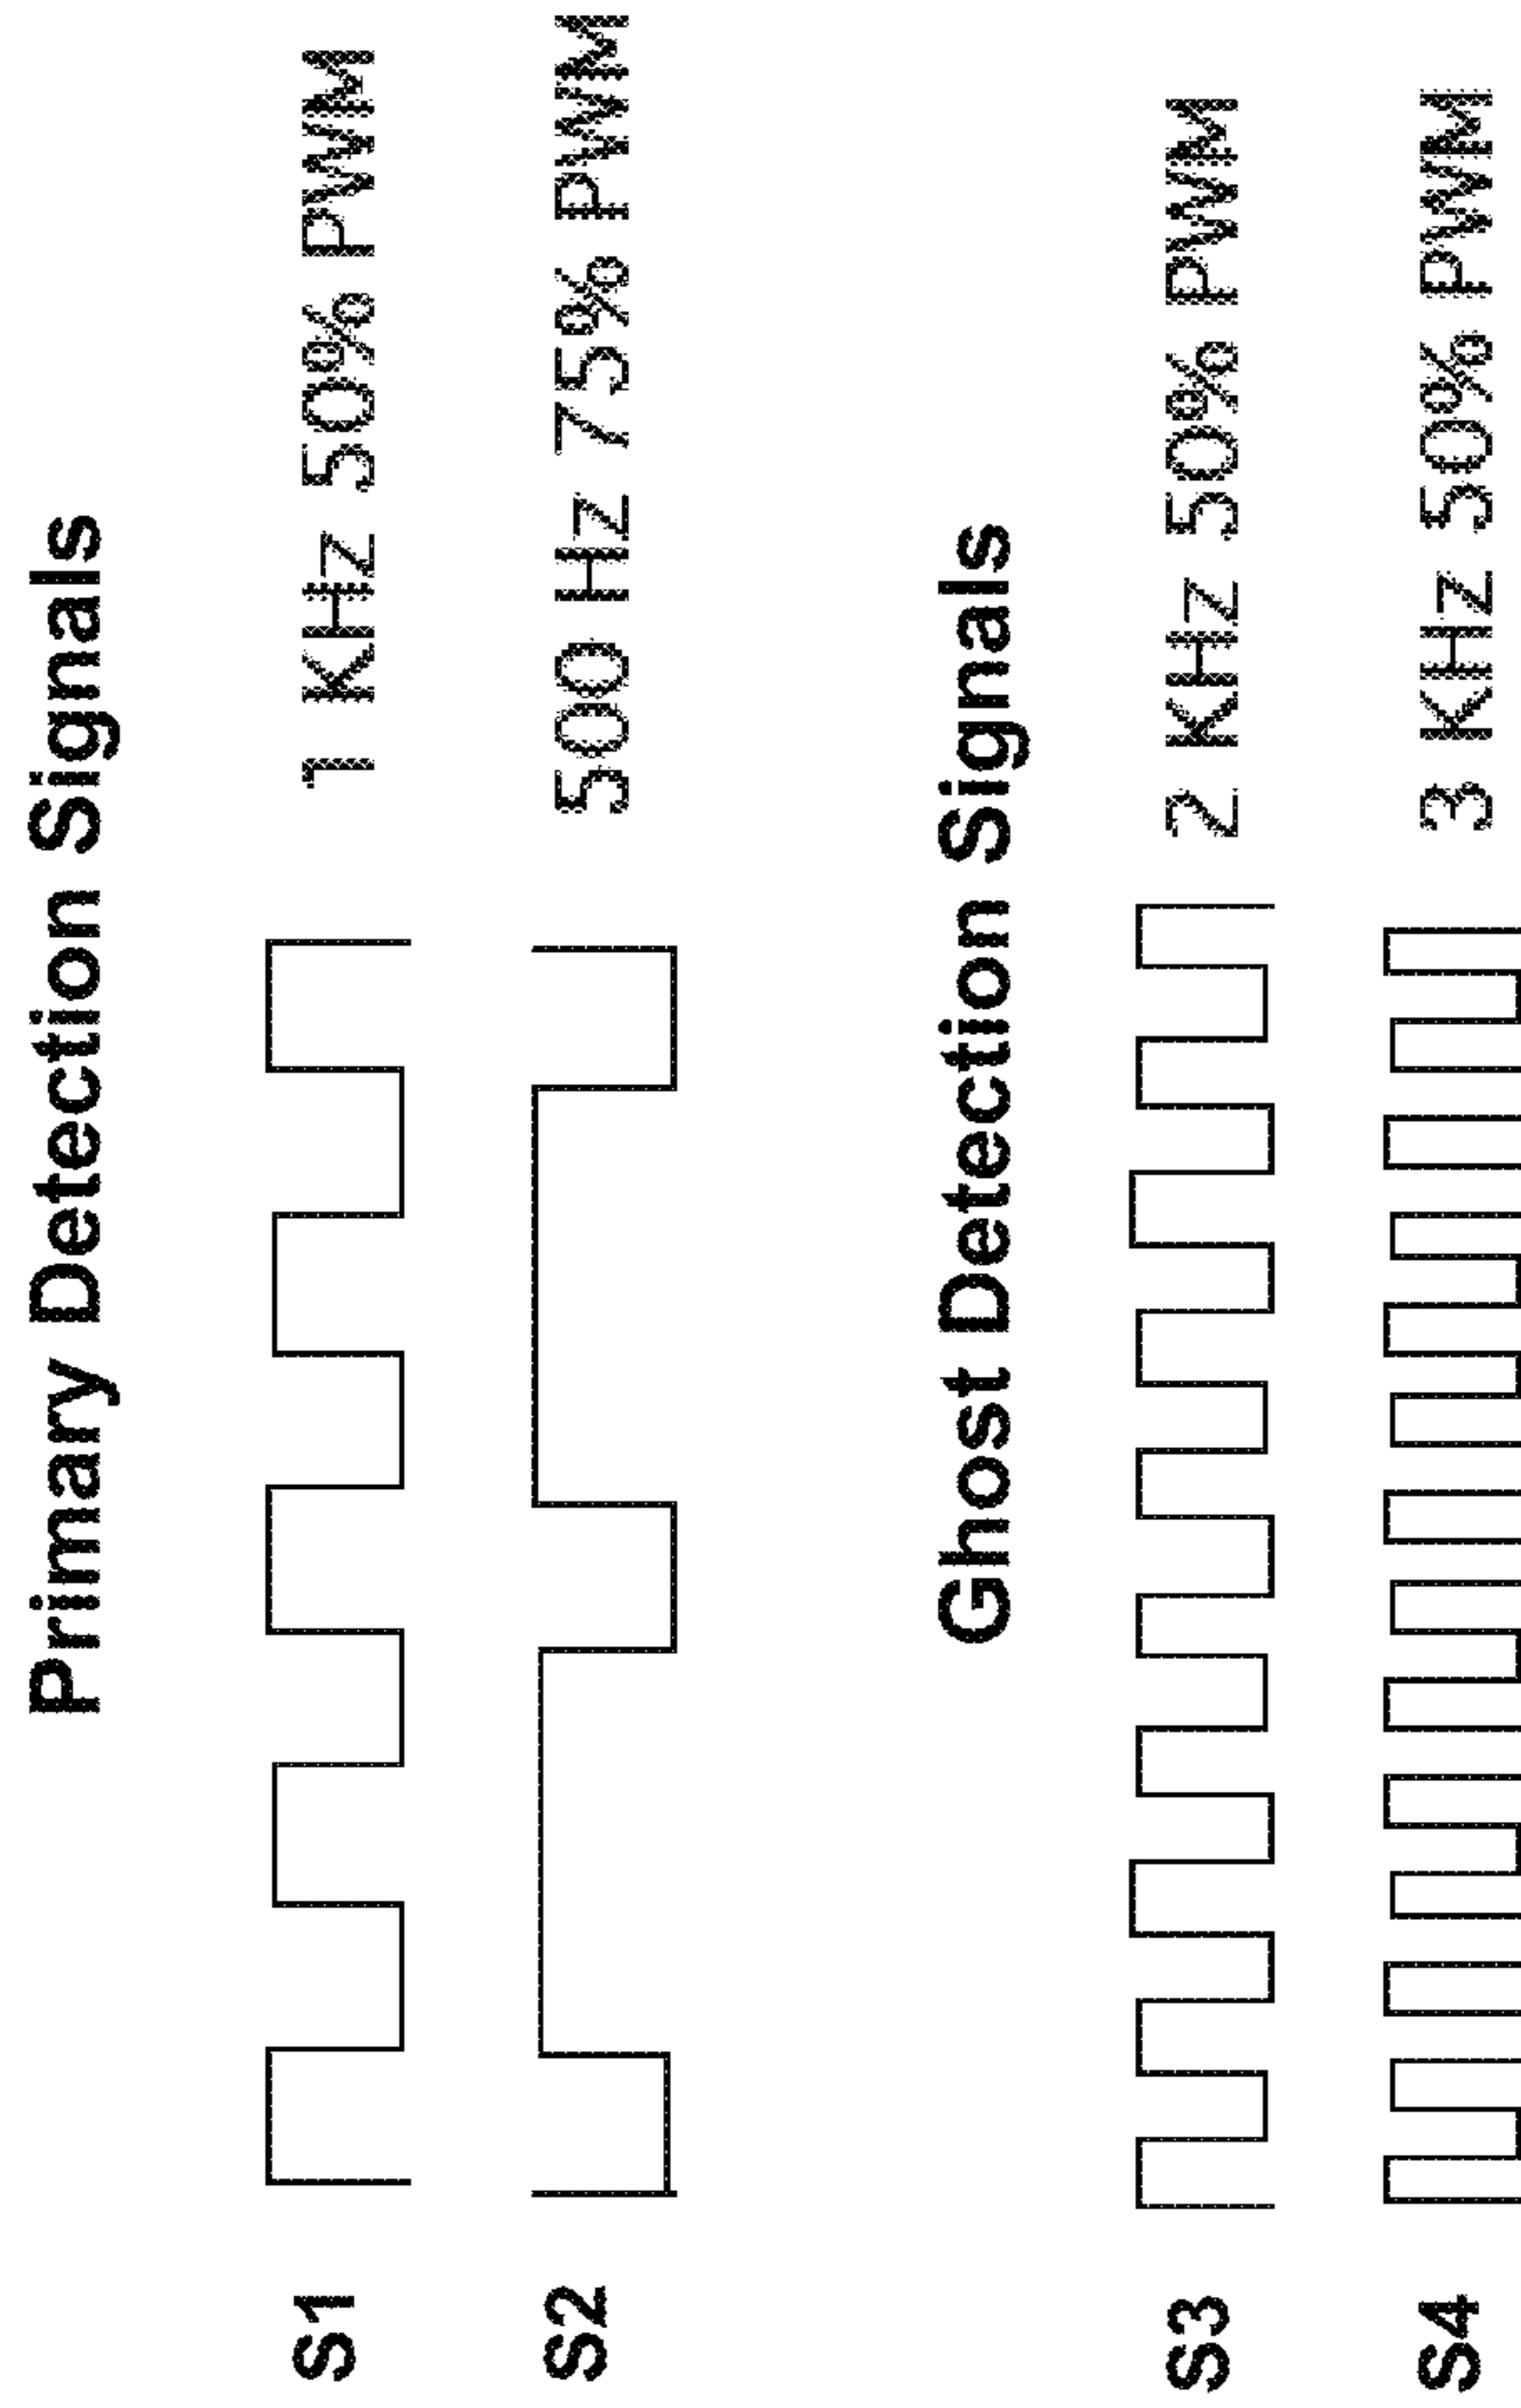 Primary Detection Signals
S1 1 KHz 50% PWM
S2 500 Hz 75% PWM
Ghost Detection Signals
S3 2 KHz 50% PWM
S4 3 KHz 50% PWM